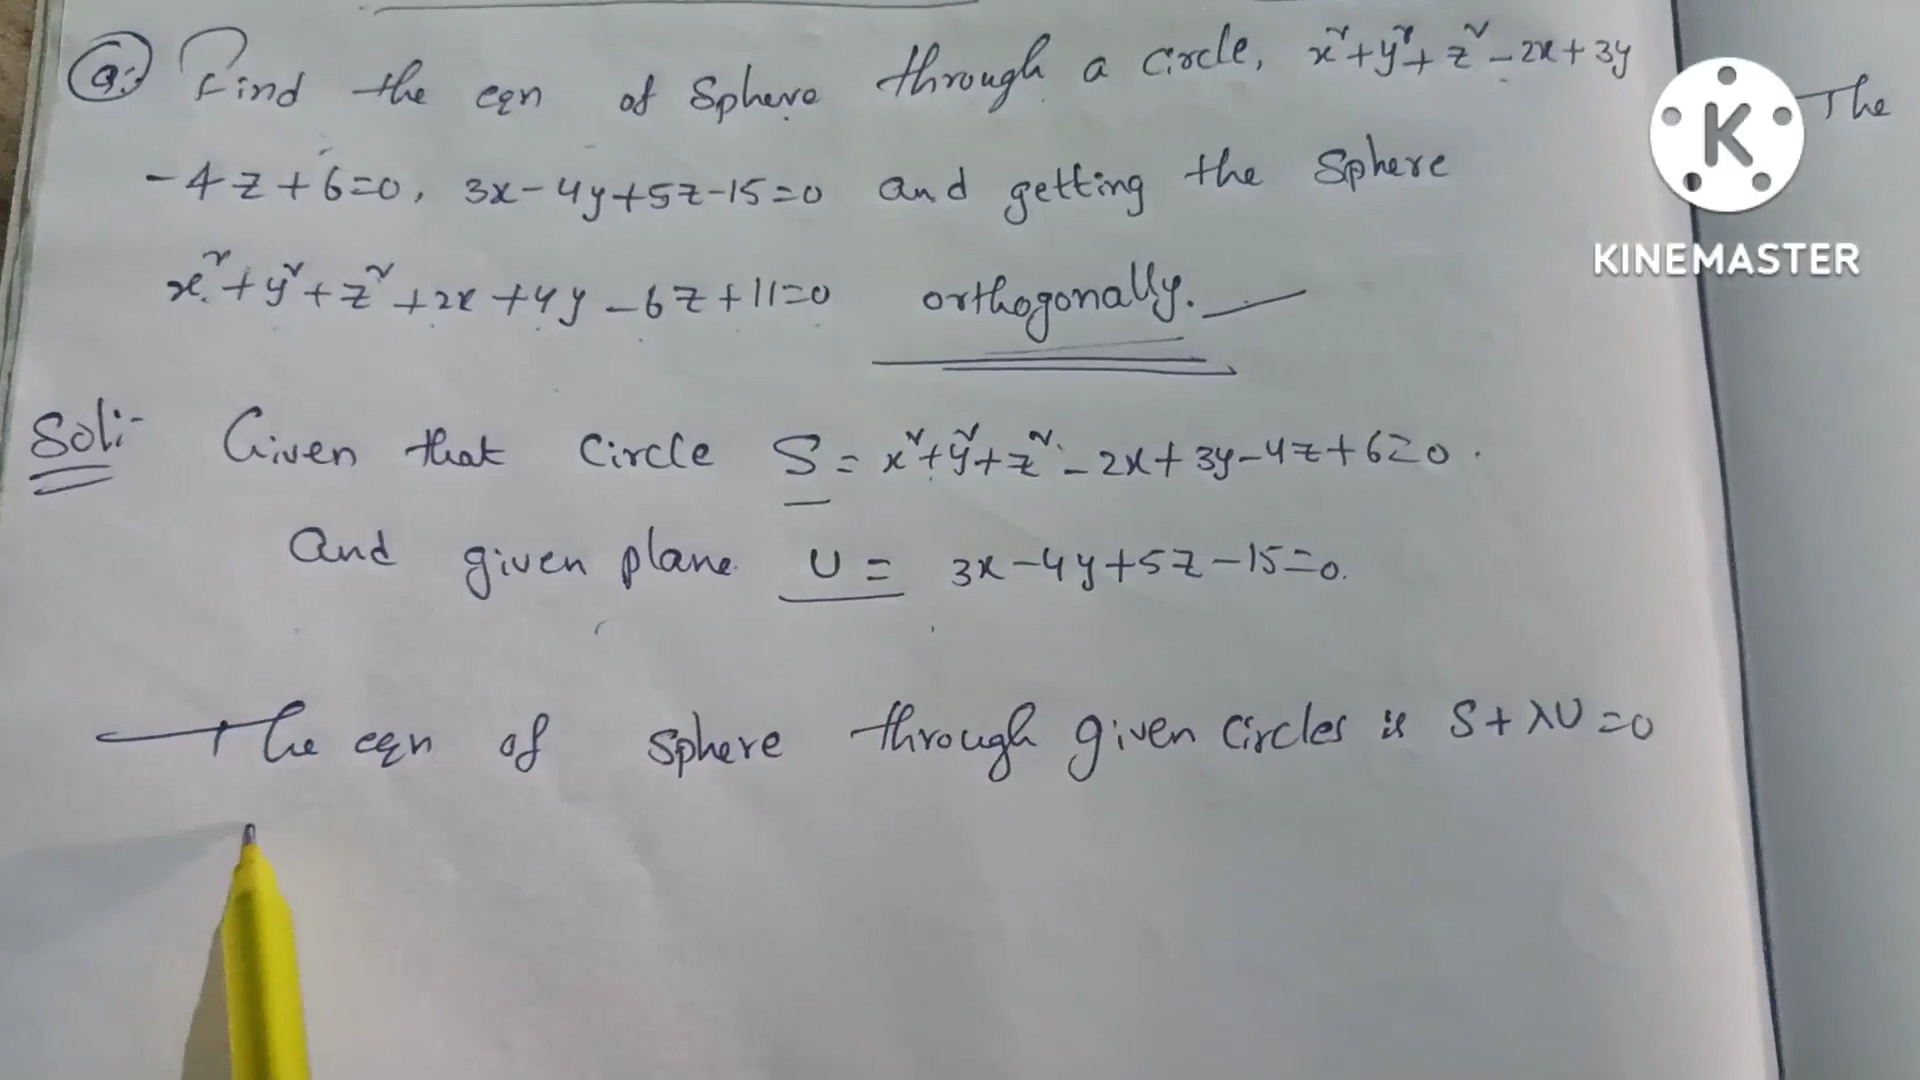 Q:) Find the eqn of Sphere through a circle, x²+y²+z²-2x+3y
-4z+6=0, 3x-4y+5z-15=0 and getting the sphere
x²+y²+z²+2x+4y-6z+11=0 orthogonally.
Sol:- Given that Circle S = x²+y²+z²-2x+3y-4z+6=0.
and given plane U = 3x-4y+5z-15=0.
The eqn of sphere through given circles is S+λU=0
The
K
KINEMASTER